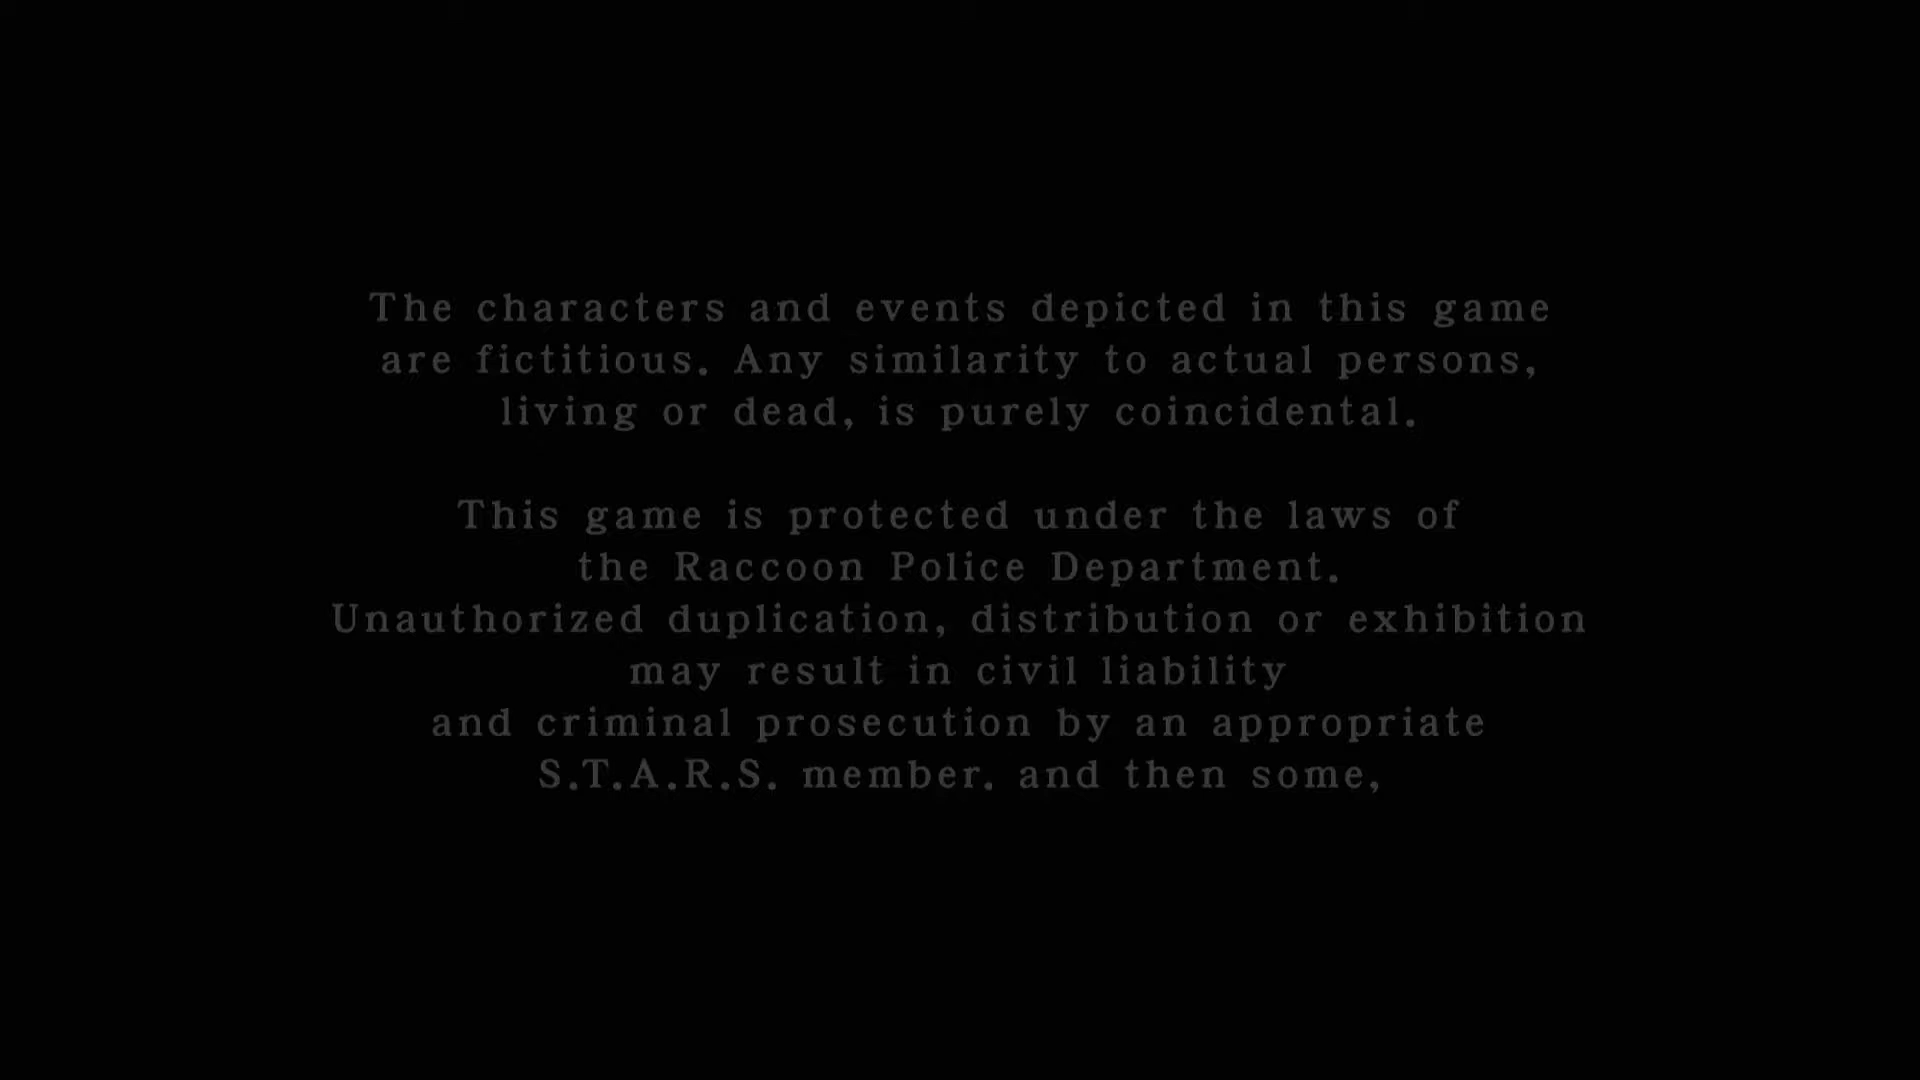 The characters and events depicted in this game
are fictitious. Any similarity to actual persons,
living or dead, is purely coincidental.
This game is protected under the laws of
the Raccoon Police Department.
Unauthorized duplication, distribution or exhibition
may result in civil liability
and criminal prosecution by an appropriate
S.T.A.R.S. member. and then some,